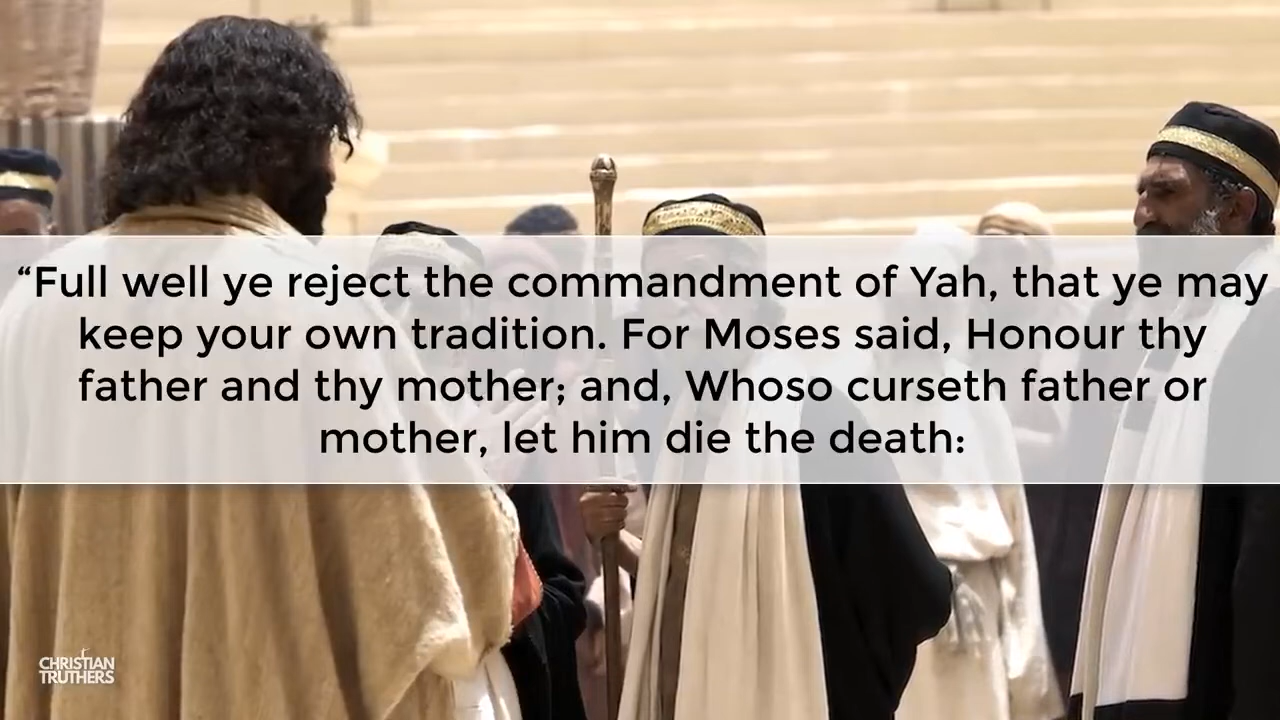 “Full well ye reject the commandment of Yah, that ye may
keep your own tradition. For Moses said, Honour thy
father and thy mother; and, Whoso curseth father or
mother, let him die the death:
CHRISTIAN
TRUTHERS